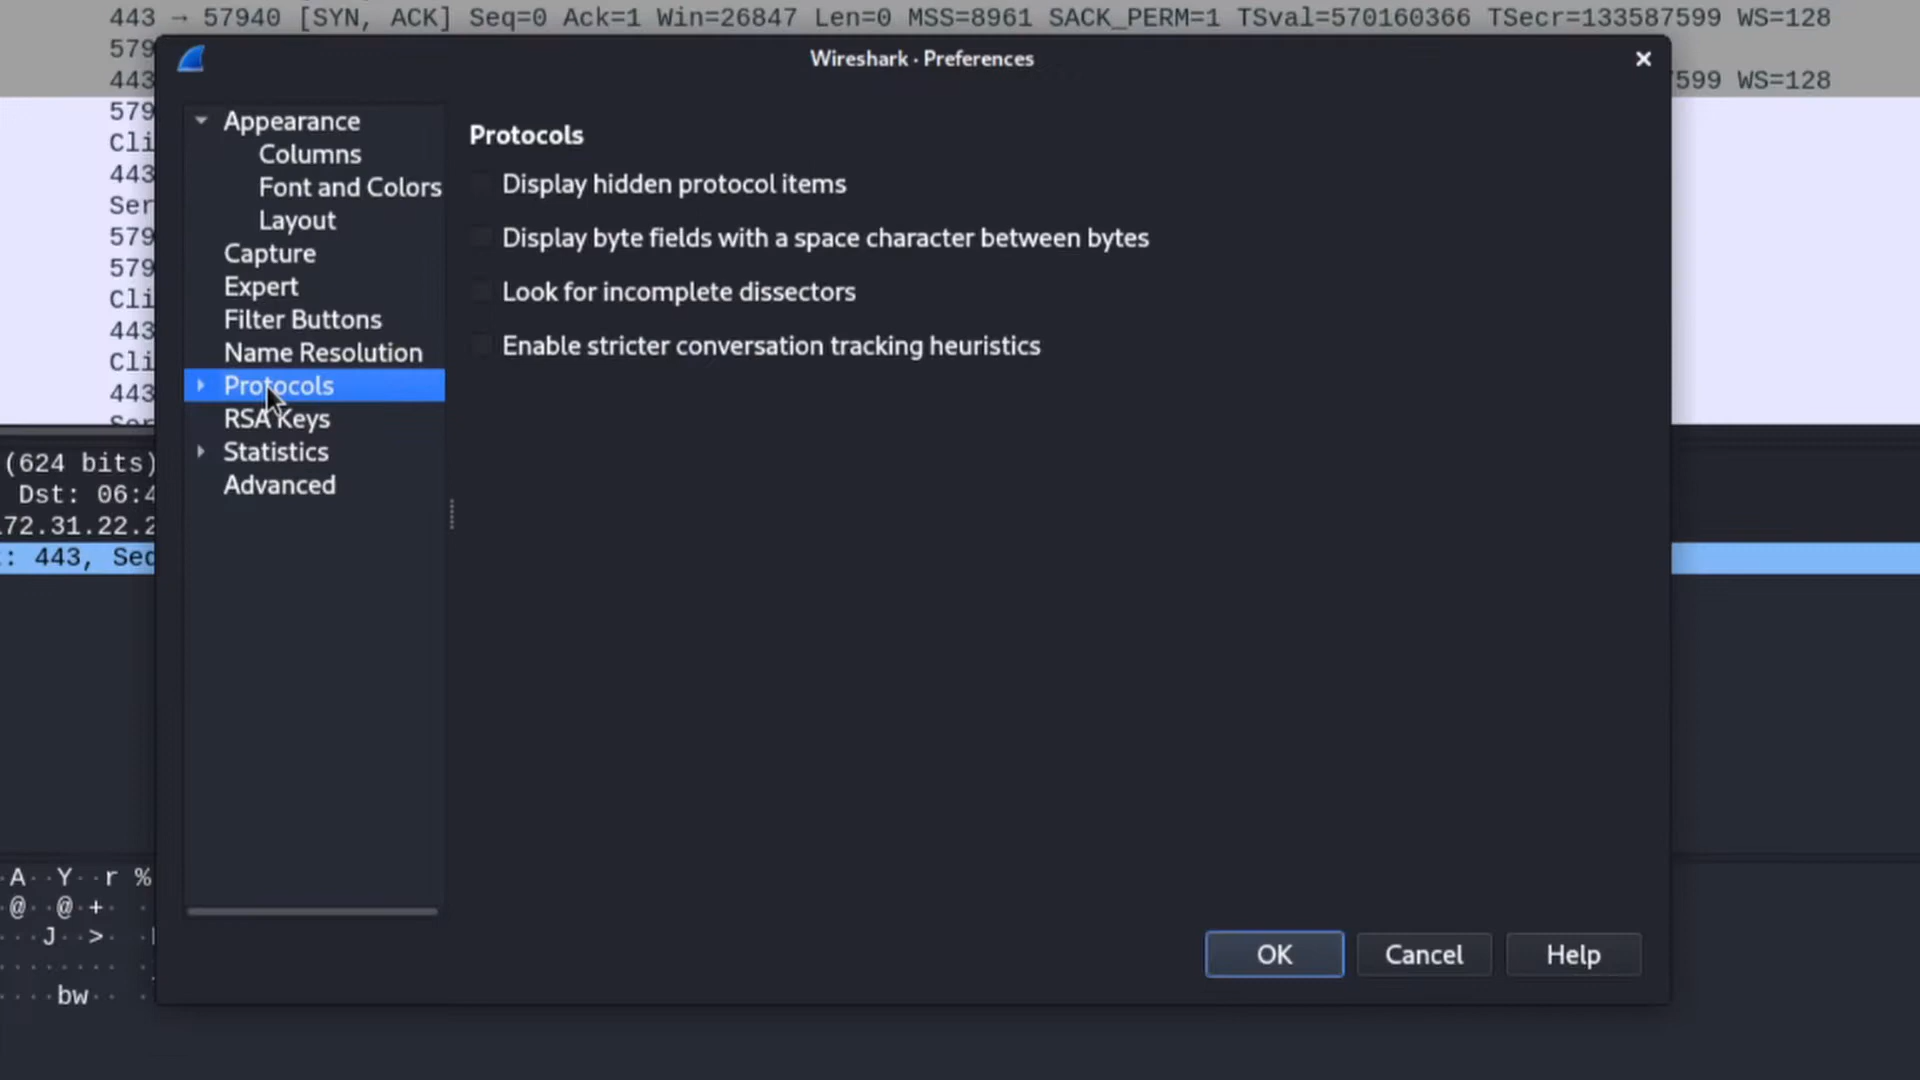 443 → 57940 [SYN, ACK] Seq=0 Ack=1 Win=26847 Len=0 MSS=8961 SACK_PERM=1 TSval=570160366 TSecr=133587599 WS=128
579
Wireshark · Preferences
443
599 WS=128
579
Cli
443
Ser
579
579
Cli
443
Cli
443
Ser
Appearance
Columns
Font and Colors
Layout
Capture
Expert
Filter Buttons
Name Resolution
Protocols
RSA Keys
Statistics
Advanced
Protocols
Display hidden protocol items
Display byte fields with a space character between bytes
Look for incomplete dissectors
Enable stricter conversation tracking heuristics
(624 bits)
Dst: 06:4
172.31.22.2
: 443, Seq
·A··Y··r %
·@··@·+·
···J··>·
········
····bw··
OK
Cancel
Help